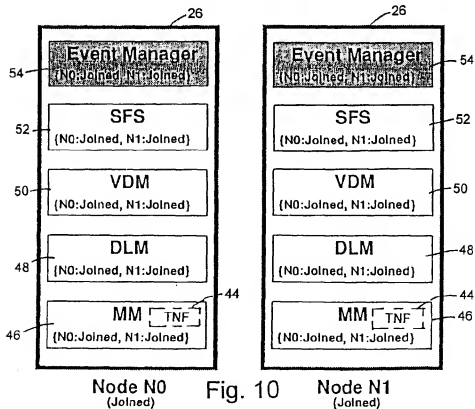 26
Event Manager
{N0:Joined, N1:Joined}
54
SFS
{N0:Joined, N1:Joined}
52
VDM
{N0:Joined, N1:Joined}
50
DLM
{N0:Joined, N1:Joined}
48
44
MM
TNF
{N0:Joined, N1:Joined}
46
Node N0
(Joined)
26
Event Manager
{N0:Joined, N1:Joined}
54
SFS
{N0:Joined, N1:Joined}
52
VDM
{N0:Joined, N1:Joined}
50
DLM
{N0:Joined, N1:Joined}
48
44
MM
TNF
{N0:Joined, N1:Joined}
46
Node N1
(Joined)
Fig. 10